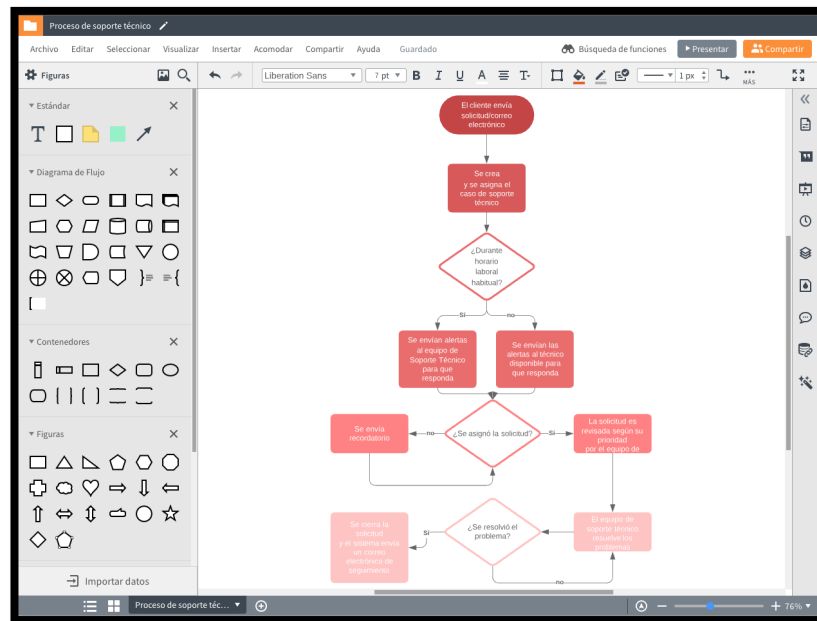 Proceso de soporte técnico
Archivo Editar Seleccionar Visualizar Insertar Acomodar Compartir Ayuda Guardado
Búsqueda de funciones
Presentar
Compartir
Figuras
Liberation Sans
7 pt
B I U A T
1 px
MÁS
Estándar
T
Diagrama de Flujo
Contenedores
Figuras
Importar datos
El cliente envía
solicitud/correo
electrónico
Se crea
y se asigna el
caso de soporte
técnico
¿Durante
horario
laboral
habitual?
Sí
no
Se envían alertas
al equipo de
Soporte Técnico
para que
responda
Se envían las
alertas al técnico
disponible para
que responda
Se envía
recordatorio
no
¿Se asignó la solicitud?
Sí
La solicitud es
revisada según su
prioridad
por el equipo de
Se cierra la
solicitud
y el sistema envía
un correo
electrónico de
seguimiento
Sí
¿Se resolvió el
problema?
El equipo de
soporte técnico
resuelve los
problemas
no
Proceso de soporte téc...
76%